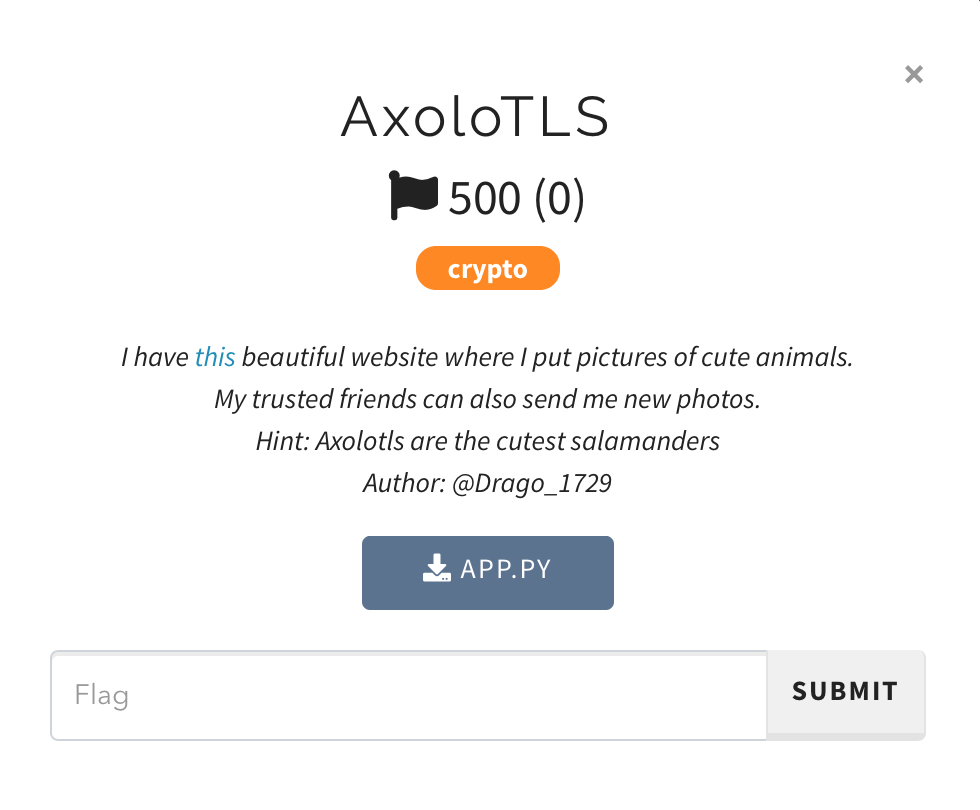 ×
AxoloTLS
500 (0)
crypto
I have this beautiful website where I put pictures of cute animals.
My trusted friends can also send me new photos.
Hint: Axolotls are the cutest salamanders
Author: @Drago_1729
APP.PY
Flag
SUBMIT